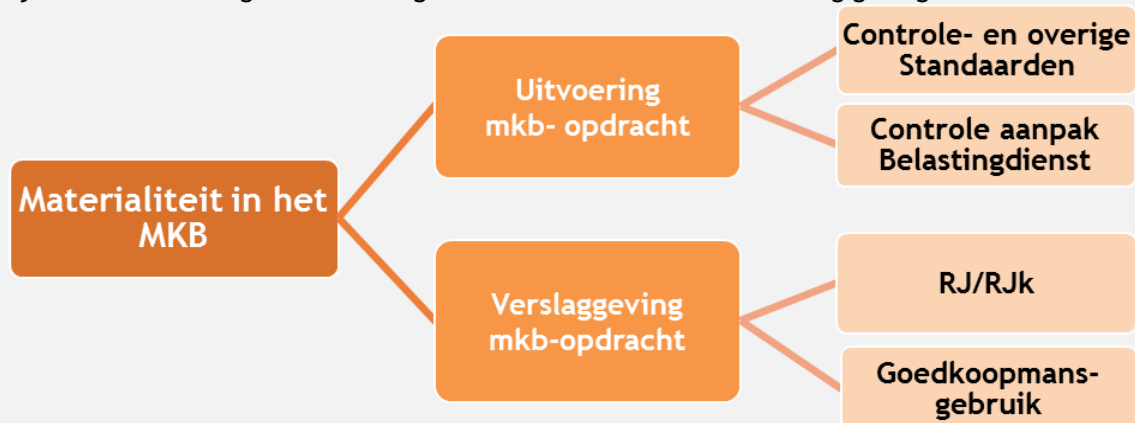 Controle- en overige
Standaarden
Uitvoering
mkb- opdracht
Controle aanpak
Belastingdienst
Materialiteit in het
MKB
RJ/RJk
Verslaggeving
mkb-opdracht
Goedkoopmans-
gebruik